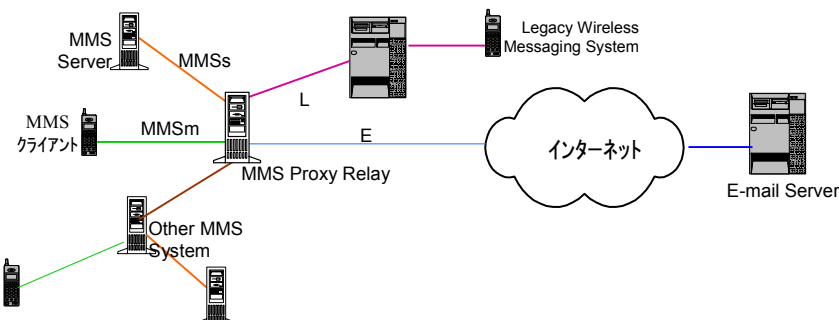 MMS
Server
MMSs
Legacy Wireless
Messaging System
L
MMS
クライアント
MMSm
E
インターネット
MMS Proxy Relay
E-mail Server
Other MMS
System